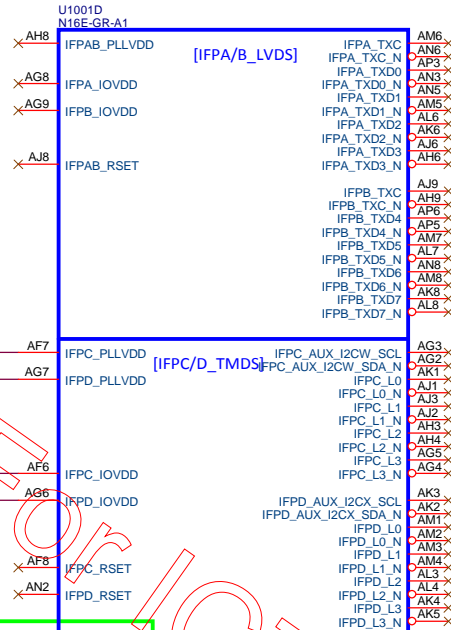 U1001D
N16E-GR-A1
[IFPA/B_LVDS]
AH8 IFPAB_PLLVDD
AG8 IFPA_IOVDD
AG9 IFPB_IOVDD
AJ8 IFPAB_RSET
IFPA_TXC AM6
IFPA_TXC_N AN6
IFPA_TXD0 AP3
IFPA_TXD0_N AN3
IFPA_TXD1 AN5
IFPA_TXD1_N AM5
IFPA_TXD2 AL6
IFPA_TXD2_N AK6
IFPA_TXD3 AJ6
IFPA_TXD3_N AH6
IFPB_TXC AJ9
IFPB_TXC_N AH9
IFPB_TXD4 AP6
IFPB_TXD4_N AP5
IFPB_TXD5 AM7
IFPB_TXD5_N AL7
IFPB_TXD6 AN8
IFPB_TXD6_N AM8
IFPB_TXD7 AK8
IFPB_TXD7_N AL8
[IFPC/D_TMDS]
AF7 IFPC_PLLVDD
AG7 IFPD_PLLVDD
AF6 IFPC_IOVDD
AG6 IFPD_IOVDD
AF8 IFPC_RSET
AN2 IFPD_RSET
IFPC_AUX_I2CW_SCL AG3
IFPC_AUX_I2CW_SDA_N AG2
IFPC_L0 AK1
IFPC_L0_N AJ1
IFPC_L1 AJ3
IFPC_L1_N AJ2
IFPC_L2 AH3
IFPC_L2_N AH4
IFPC_L3 AG5
IFPC_L3_N AG4
IFPD_AUX_I2CX_SCL AK3
IFPD_AUX_I2CX_SDA_N AK2
IFPD_L0 AM1
IFPD_L0_N AM2
IFPD_L1 AM3
IFPD_L1_N AM4
IFPD_L2 AL3
IFPD_L2_N AL4
IFPD_L3 AK4
IFPD_L3_N AK5